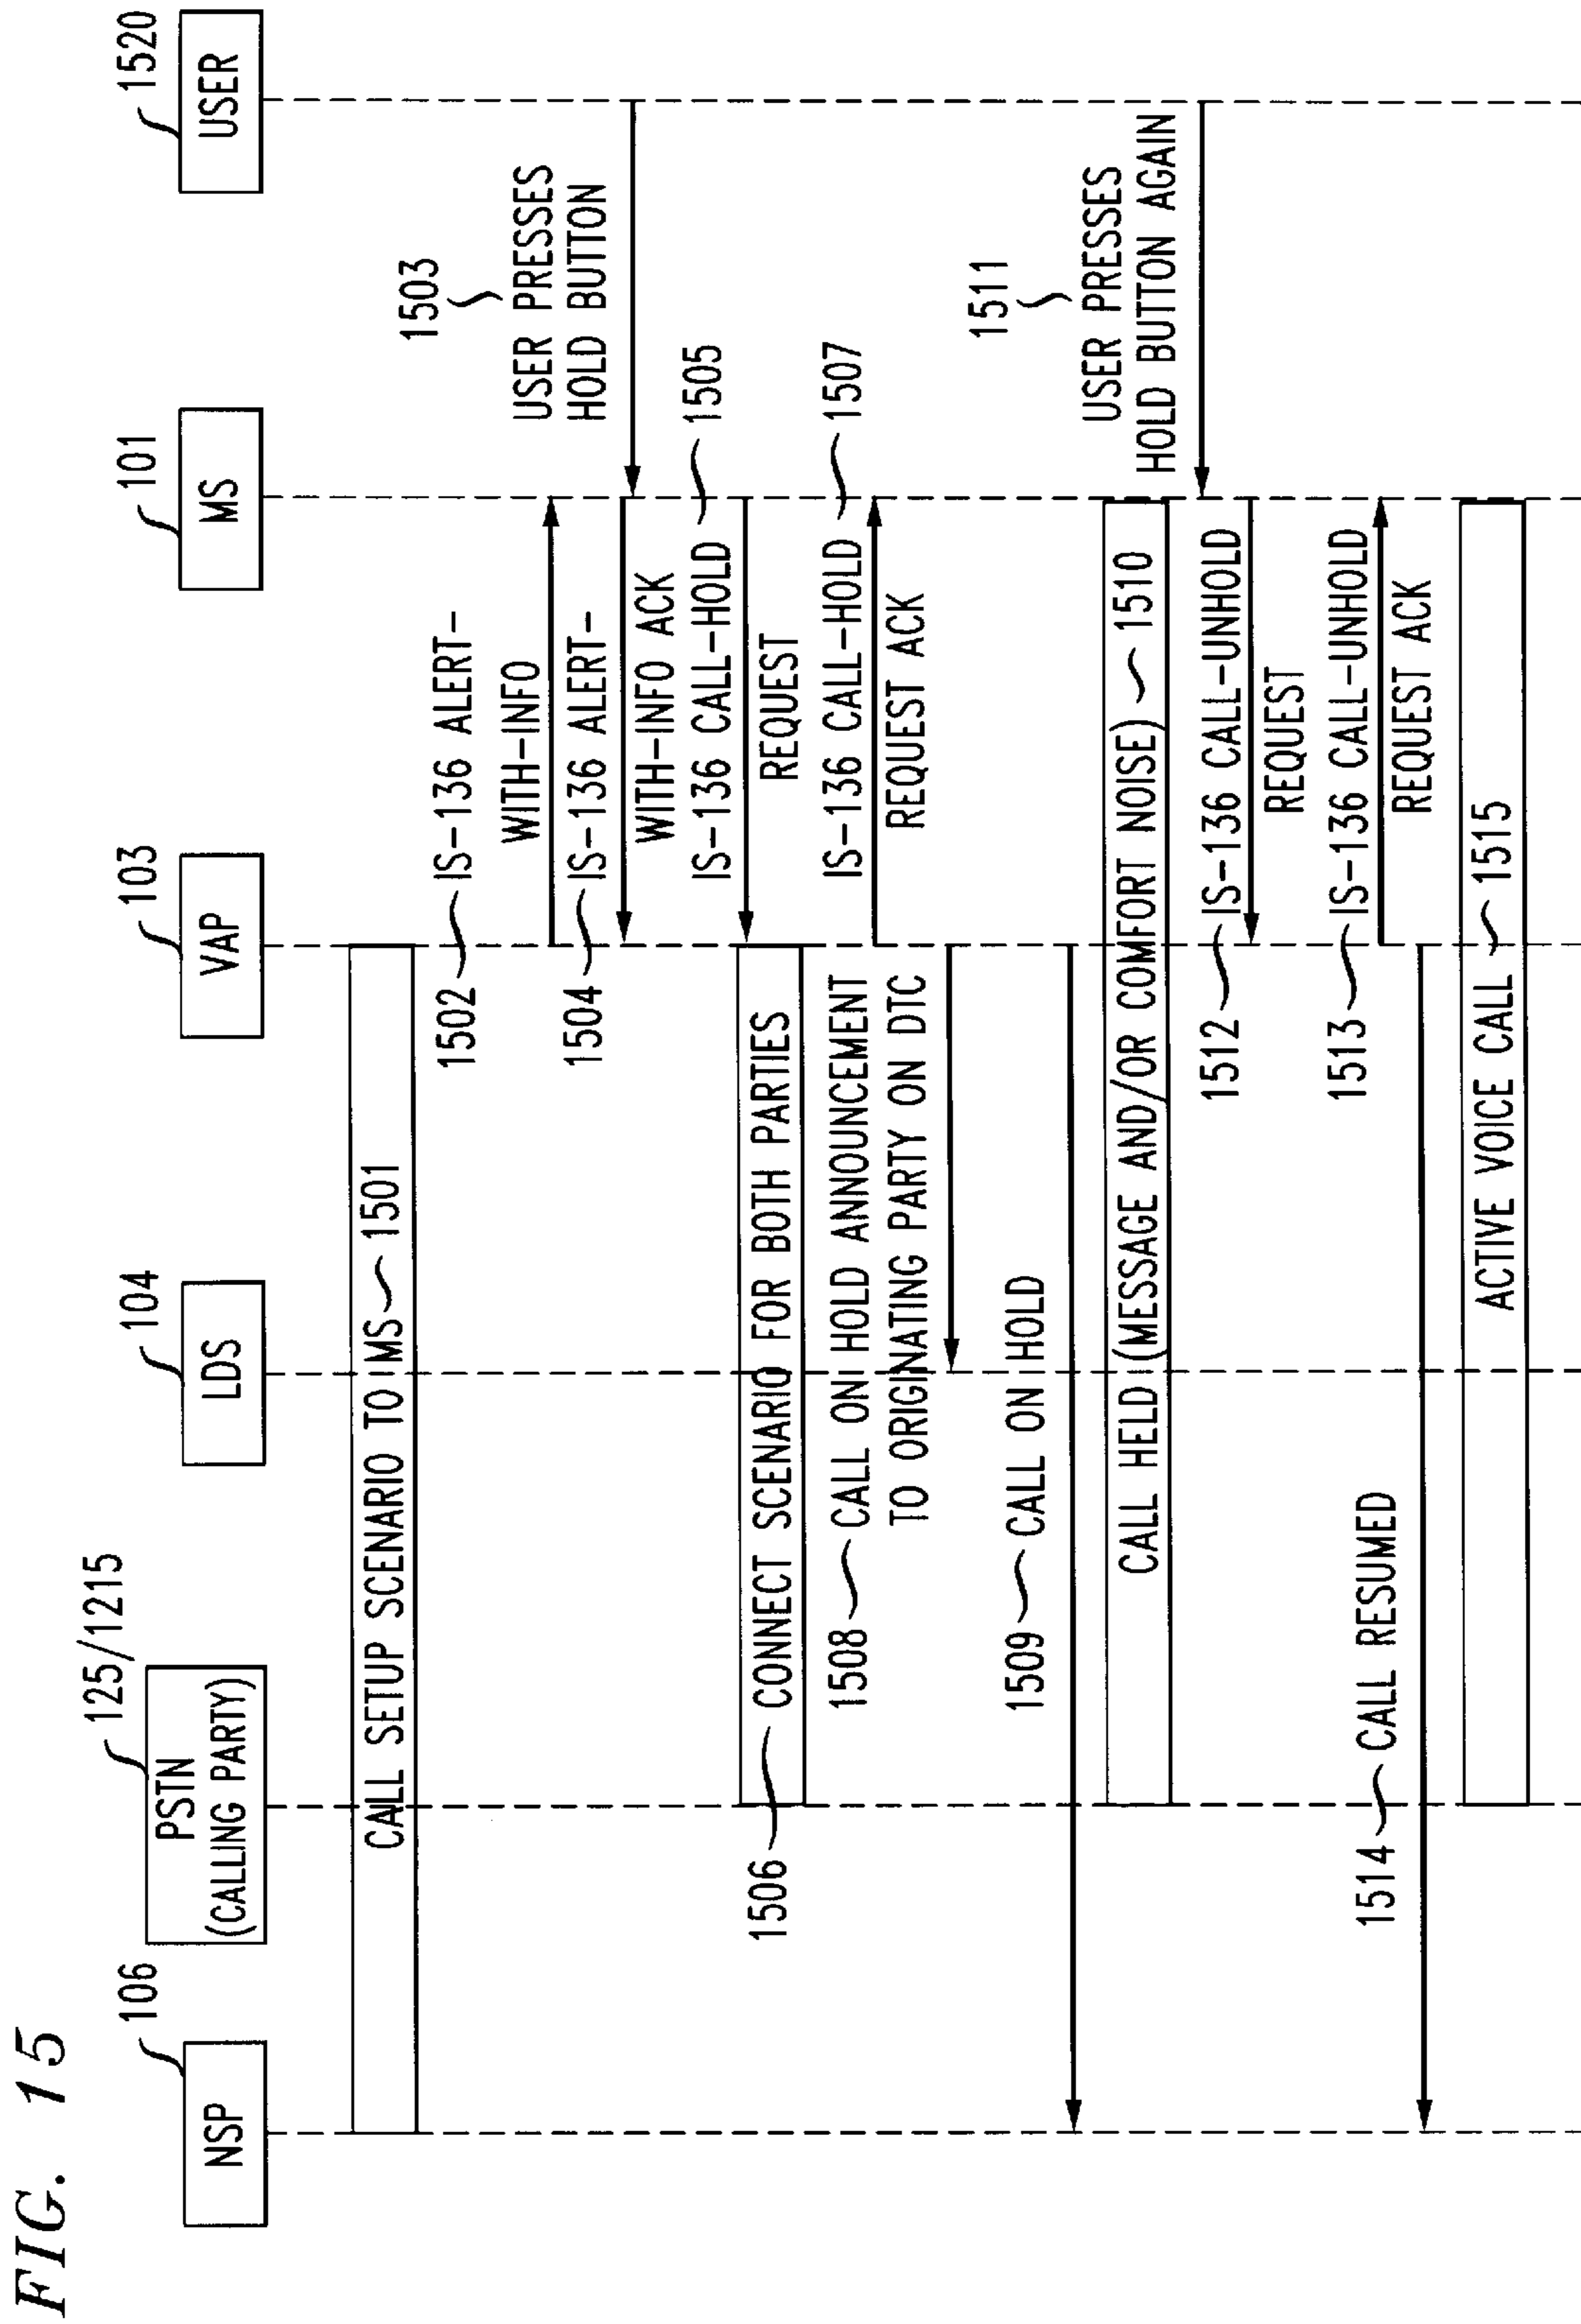 FIG. 15
106
NSP
125/1215
PSTN
(CALLING PARTY)
104
LDS
103
VAP
101
MS
1520
USER
CALL SETUP SCENARIO TO MS 1501
1502 IS-136 ALERT-
WITH-INFO
1503
USER PRESSES
HOLD BUTTON
1504 IS-136 ALERT-
WITH-INFO ACK
IS-136 CALL-HOLD 1505
REQUEST
1506 CONNECT SCENARIO FOR BOTH PARTIES
IS-136 CALL-HOLD 1507
REQUEST ACK
1508 CALL ON HOLD ANNOUNCEMENT
TO ORIGINATING PARTY ON DTC
1509 CALL ON HOLD
CALL HELD (MESSAGE AND/OR COMFORT NOISE) 1510
1511
USER PRESSES
HOLD BUTTON AGAIN
1512 IS-136 CALL-UNHOLD
REQUEST
1513 IS-136 CALL-UNHOLD
REQUEST ACK
1514 CALL RESUMED
ACTIVE VOICE CALL 1515